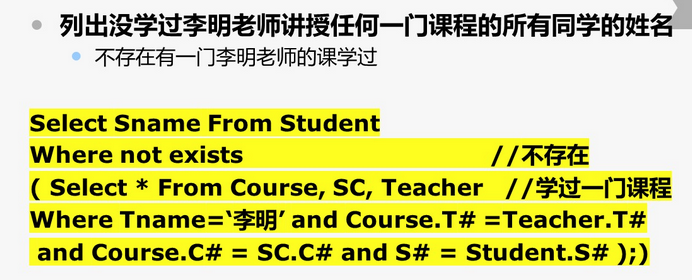 列出没学过李明老师讲授任何一门课程的所有同学的姓名
不存在有一门李明老师的课学过
Select Sname From Student
Where not exists //不存在
( Select * From Course, SC, Teacher //学过一门课程
Where Tname=‘李明’ and Course.T# =Teacher.T#
and Course.C# = SC.C# and S# = Student.S# );)